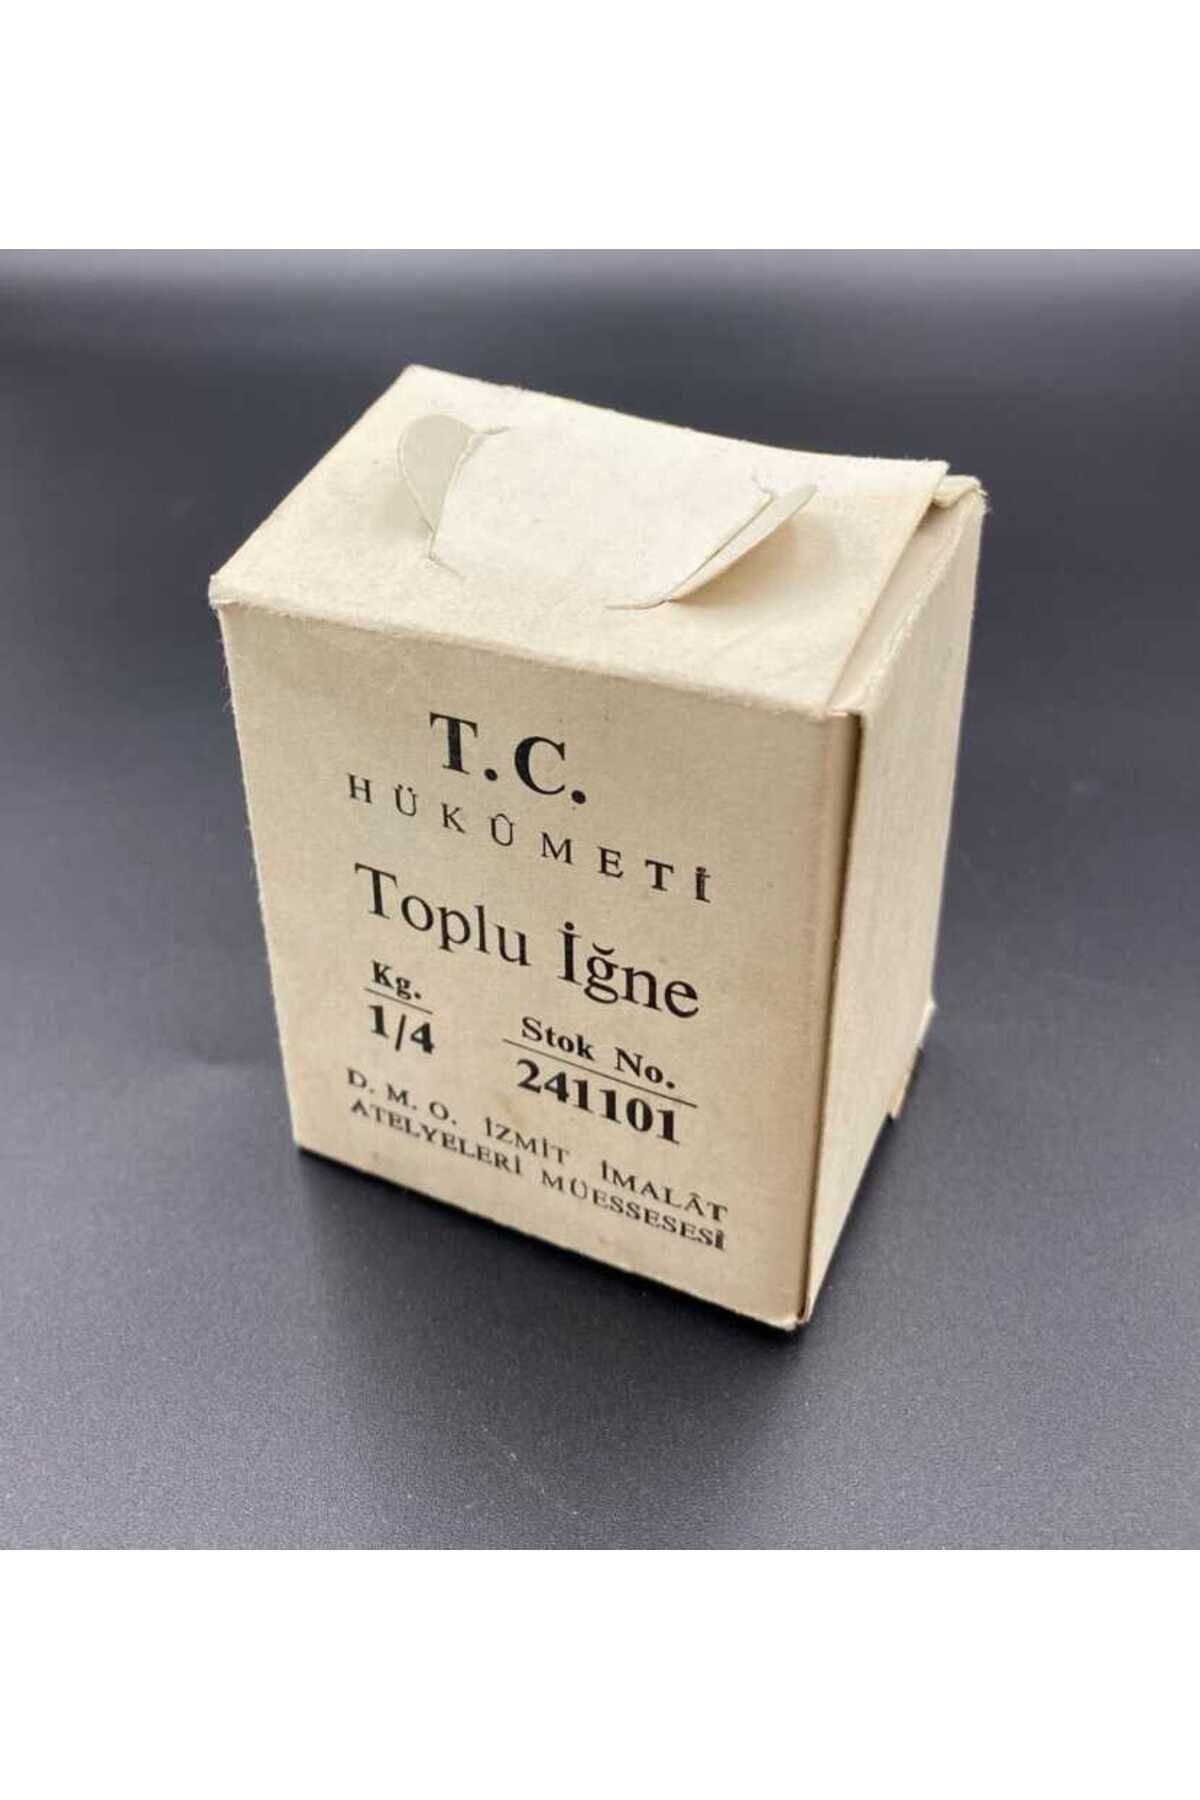 T.C.
HÜKÛMETİ
Toplu İğne
Kg.
1/4
Stok No.
241101
D. M. O. İZMİT İMALÂT
ATELYELERİ MÜESSESESİ